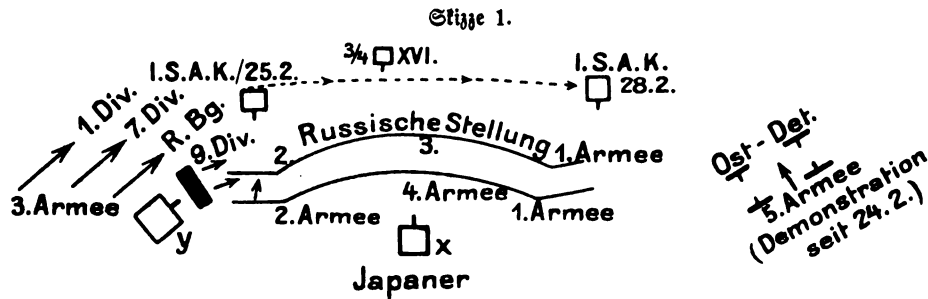 Skizze 1.
¾ XVI.
I.S.A.K./25.2.
I.S.A.K.
28.2.
1.Div.
7.Div.
R.Bg.
9.Div.
Russische Stellung
2.
3.
1.Armee
3.Armee
2.Armee
4.Armee
1.Armee
y
x
Japaner
Ost-Det.
5.Armee
(Demonstration
seit 24.2.)